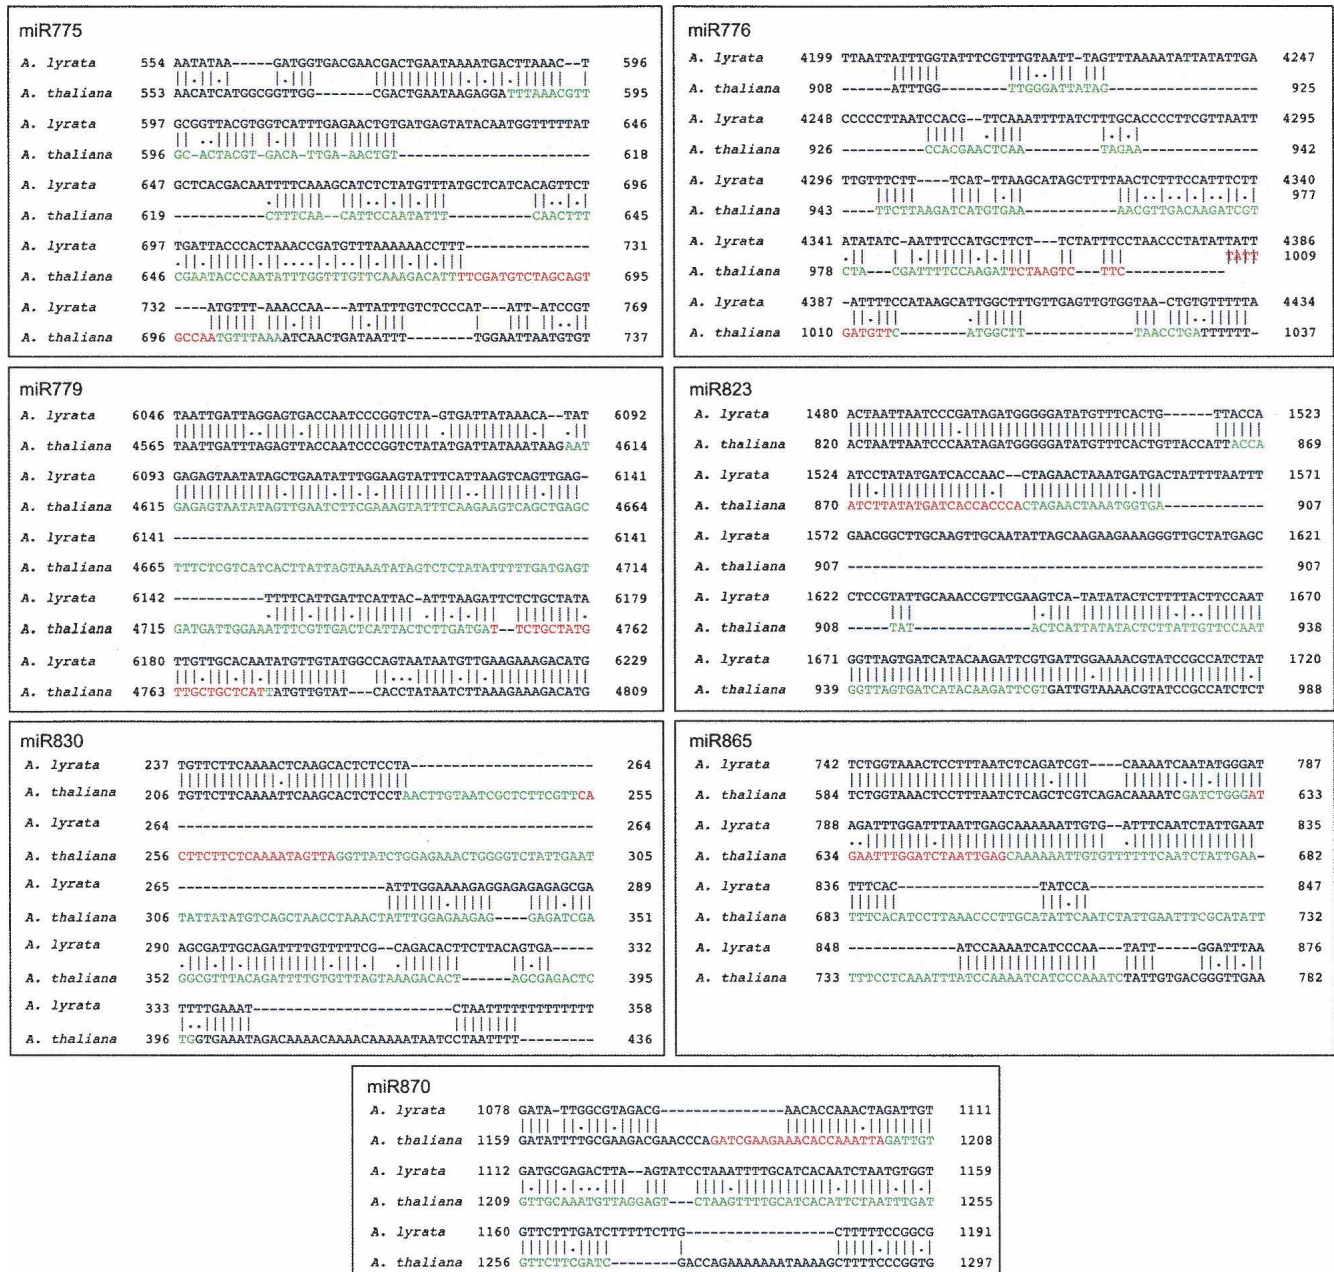 miR775
A. lyrata 554 AATATAA-----GATGGTGACGAACGACTGAATAAAATGACTTAAAC--T 596
A. thaliana 553 AACATCATGGCGGTTGG-------CGACTGAATAAGAGGATTTAAACGTT 595
A. lyrata 597 GCGGTTACGTGGTCATTTGAGAACTGTGATGAGTATACAATGGTTTTTAT 646
A. thaliana 596 GC-ACTACGT-GACA-TTGA-AACTGT----------------------- 618
A. lyrata 647 GCTCACGACAATTTTCAAAGCATCTCTATGTTTATGCTCATCACAGTTCT 696
A. thaliana 619 -----------CTTTCAA--CATTCCAATATTT----------CAACTTT 645
A. lyrata 697 TGATTACCCACTAAACCGATGTTTAAAAAACCTTT--------------- 731
A. thaliana 646 CGAATACCCAATATTTGGTTTGTTCAAAGACATTTTCGATGTCTAGCAGT 695
A. lyrata 732 ----ATGTTT-AAACCAA--ATTATTTGTCTCCCAT---ATT-ATCCGT 769
A. thaliana 696 GCCAATGTTTAAAATCAACTGATAATTT--------TGGAATTAATGTGT 737
miR776
A. lyrata 4199 TTAATTATTTGGTATTTCGTTTGTAATT-TAGTTTAAAATATTATATTGA 4247
A. thaliana 908 ------ATTTGG--------TTGGGATTATAG------------------ 925
A. lyrata 4248 CCCCCTTAATCCACG--TTCAAATTTTATCTTTGCACCCCTTCGTTAATT 4295
A. thaliana 926 ----------CCACGAACTCAA----------TAGAA------------- 942
A. lyrata 4296 TTGTTTCTT----TCAT-TTAAGCATAGCTTTTAACTCTTTCCATTTCTT 4340
A. thaliana 943 ----TTCTTAAGATCATGTGAA-----------AACGTTGACAAGATCGT 977
A. lyrata 4341 ATATATC-AATTTCCATGCTTCT---TCTATTTCCTAACCCTATATTATT 4386
A. thaliana 978 CTA---CGATTTTCCAAGATTCTAAGTC--TTC------------TATT 1009
A. lyrata 4387 -ATTTTCCATAAGCATTGGCTTTGTTGAGTTGTGGTAA-CTGTGTTTTTA 4434
A. thaliana 1010 GATGTTC--------ATGGCTT-------------TAACCTGATTTTTT- 1037
miR779
A. lyrata 6046 TAATTGATTAGGAGTGACCAATCCCGGTCTA-GTGATTATAAACA--TAT 6092
A. thaliana 4565 TAATTGATTTAGAGTTACCAATCCCGGTCTATATGATTATAAATAAGAAT 4614
A. lyrata 6093 GAGAGTAATATAGCTGAATATTTGGAAGTATTTCATTAAGTCAGTTGAG- 6141
A. thaliana 4615 GAGAGTAATATAGTTGAATCTTCGAAAGTATTTCAAGAAGTCAGCTGAGC 4664
A. lyrata 6141 -------------------------------------------------- 6141
A. thaliana 4665 TTTCTCGTCATCACTTATTAGTAAATATAGTCTCTATATTTTTGATGAGT 4714
A. lyrata 6142 -----------TTTTCATTGATTCATTAC-ATTTAAGATTCTCTGCTATA 6179
A. thaliana 4715 GATGATTGGAAATTTCGTTGACTCATTACTCTTGATGAT--TCTGCTATG 4762
A. lyrata 6180 TTGTTGCACAATATGTTGTATGGCCAGTAATAATGTTGAAGAAAGACATG 6229
A. thaliana 4763 TTGCTGCTCATTATGTTGTAT---CACCTATAATCTTAAAGAAAGACATG 4809
miR823
A. lyrata 1480 ACTAATTAATCCCGATAGATGGGGGATATGTTTCACTG------TTACCA 1523
A. thaliana 820 ACTAATTAATCCCAATAGATGGGGGATATGTTTCACTGTTACCATTACCA 869
A. lyrata 1524 ATCCTATATGATCACCAAC--CTAGAACTAAATGATGACTATTTTAATTT 1571
A. thaliana 870 ATCTTATATGATCACCACCCACTAGAACTAAATGGTGA------------ 907
A. lyrata 1572 GAACGGCTTGCAAGTTGCAATATTAGCAAGAAGAAAGGGTTGCTATGAGC 1621
A. thaliana 907 -------------------------------------------------- 907
A. lyrata 1622 CTCCGTATTGCAAACCGTTCGAAGTCA-TATATACTCTTTTACTTCCAAT 1670
A. thaliana 908 -----TAT---------------ACTCATTATATACTCTTATTGTTCCAAT 938
A. lyrata 1671 GGTTAGTGATCATACAAGATTCGTGATTGGAAAACGTATCCGCCATCTAT 1720
A. thaliana 939 GGTTAGTGATCATACAAGATTCGTGATTGTAAAACGTATCCGCCATCTCT 988
miR830
A. lyrata 237 TGTTCTTCAAAACTCAAGCACTCTCCTA---------------------- 264
A. thaliana 206 TGTTCTTCAAAATTCAAGCACTCTCCTAACTTGTAATCGCTCTTCGTTCA 255
A. lyrata 264 -------------------------------------------------- 264
A. thaliana 256 CTTCTTCTCAAAATAGTTAGGTTATCTGGAGAAACTGGGGTCTATTGAAT 305
A. lyrata 265 -------------------------ATTTGGAAAAGAGGAGAGAGAGCGA 289
A. thaliana 306 TATTATATGTCAGCTAACCTAAACTATTTGGAGAAGAG----GAGATCGA 351
A. lyrata 290 AGCGATTGCAGATTTTGTTTTTCG--CAGACACTTCTTACAGTGA----- 332
A. thaliana 352 GGCGTTTACAGATTTTGTGTTTAGTAAAGACACT------AGCGAGACTC 395
A. lyrata 333 TTTTGAAAT------------------------CTAATTTTTTTTTTTTT 358
A. thaliana 396 TGGTGAAATAGACAAAACAAAACAAAAATAATCCTAATTTT--------- 436
miR865
A. lyrata 742 TCTGGTAAACTCCTTTAATCTCAGATCGT----CAAAATCAATATGGGAT 787
A. thaliana 584 TCTGGTAAACTCCTTTAATCTCAGCTCGTCAGACAAAATCGATCTGGGAT 633
A. lyrata 788 AGATTTGGATTTAATTGAGCAAAAAATTGTG--ATTTCAATCTATTGAAT 835
A. thaliana 634 GAATTTGGATCTAATTGAGCAAAAAATTGTGTTTTTTCAATCTATTGAA- 682
A. lyrata 836 TTTCAC-----------------TATCCA--------------------- 847
A. thaliana 683 TTTCACATCCTTAAACCCTTGCATATTCAATCTATTGAATTTCGCATATT 732
A. lyrata 848 -------------ATCCAAAATCATCCCAA---TATT-----GGATTTAA 876
A. thaliana 733 TTTCCTCAAATTTATCCAAAATCATCCCAAATCTATTGTGACGGGTTGAA 782
miR870
A. lyrata 1078 GATA-TTGGCGTAGACG---------------AACACCAAACTAGATTGT 1111
A. thaliana 1159 GATATTTTGCGAAGACGAACCCAGATCGAAGAAACACCAAATTAGATTGT 1208
A. lyrata 1112 GATGCGAGACTTA--AGTATCCTAAATTTTGCATCACAATCTAATGTGGT 1159
A. thaliana 1209 GTTGCAAATGTTAGGAGT---CTAAGTTTTGCATCACATTCTAATTTGAT 1255
A. lyrata 1160 GTTCTTTGATCTTTTTCTTG------------------CTTTTTCCGGCG 1191
A. thaliana 1256 GTTCTTCGATC--------GACCAGAAAAAAATAAAAGCTTTTCCCGGTG 1297